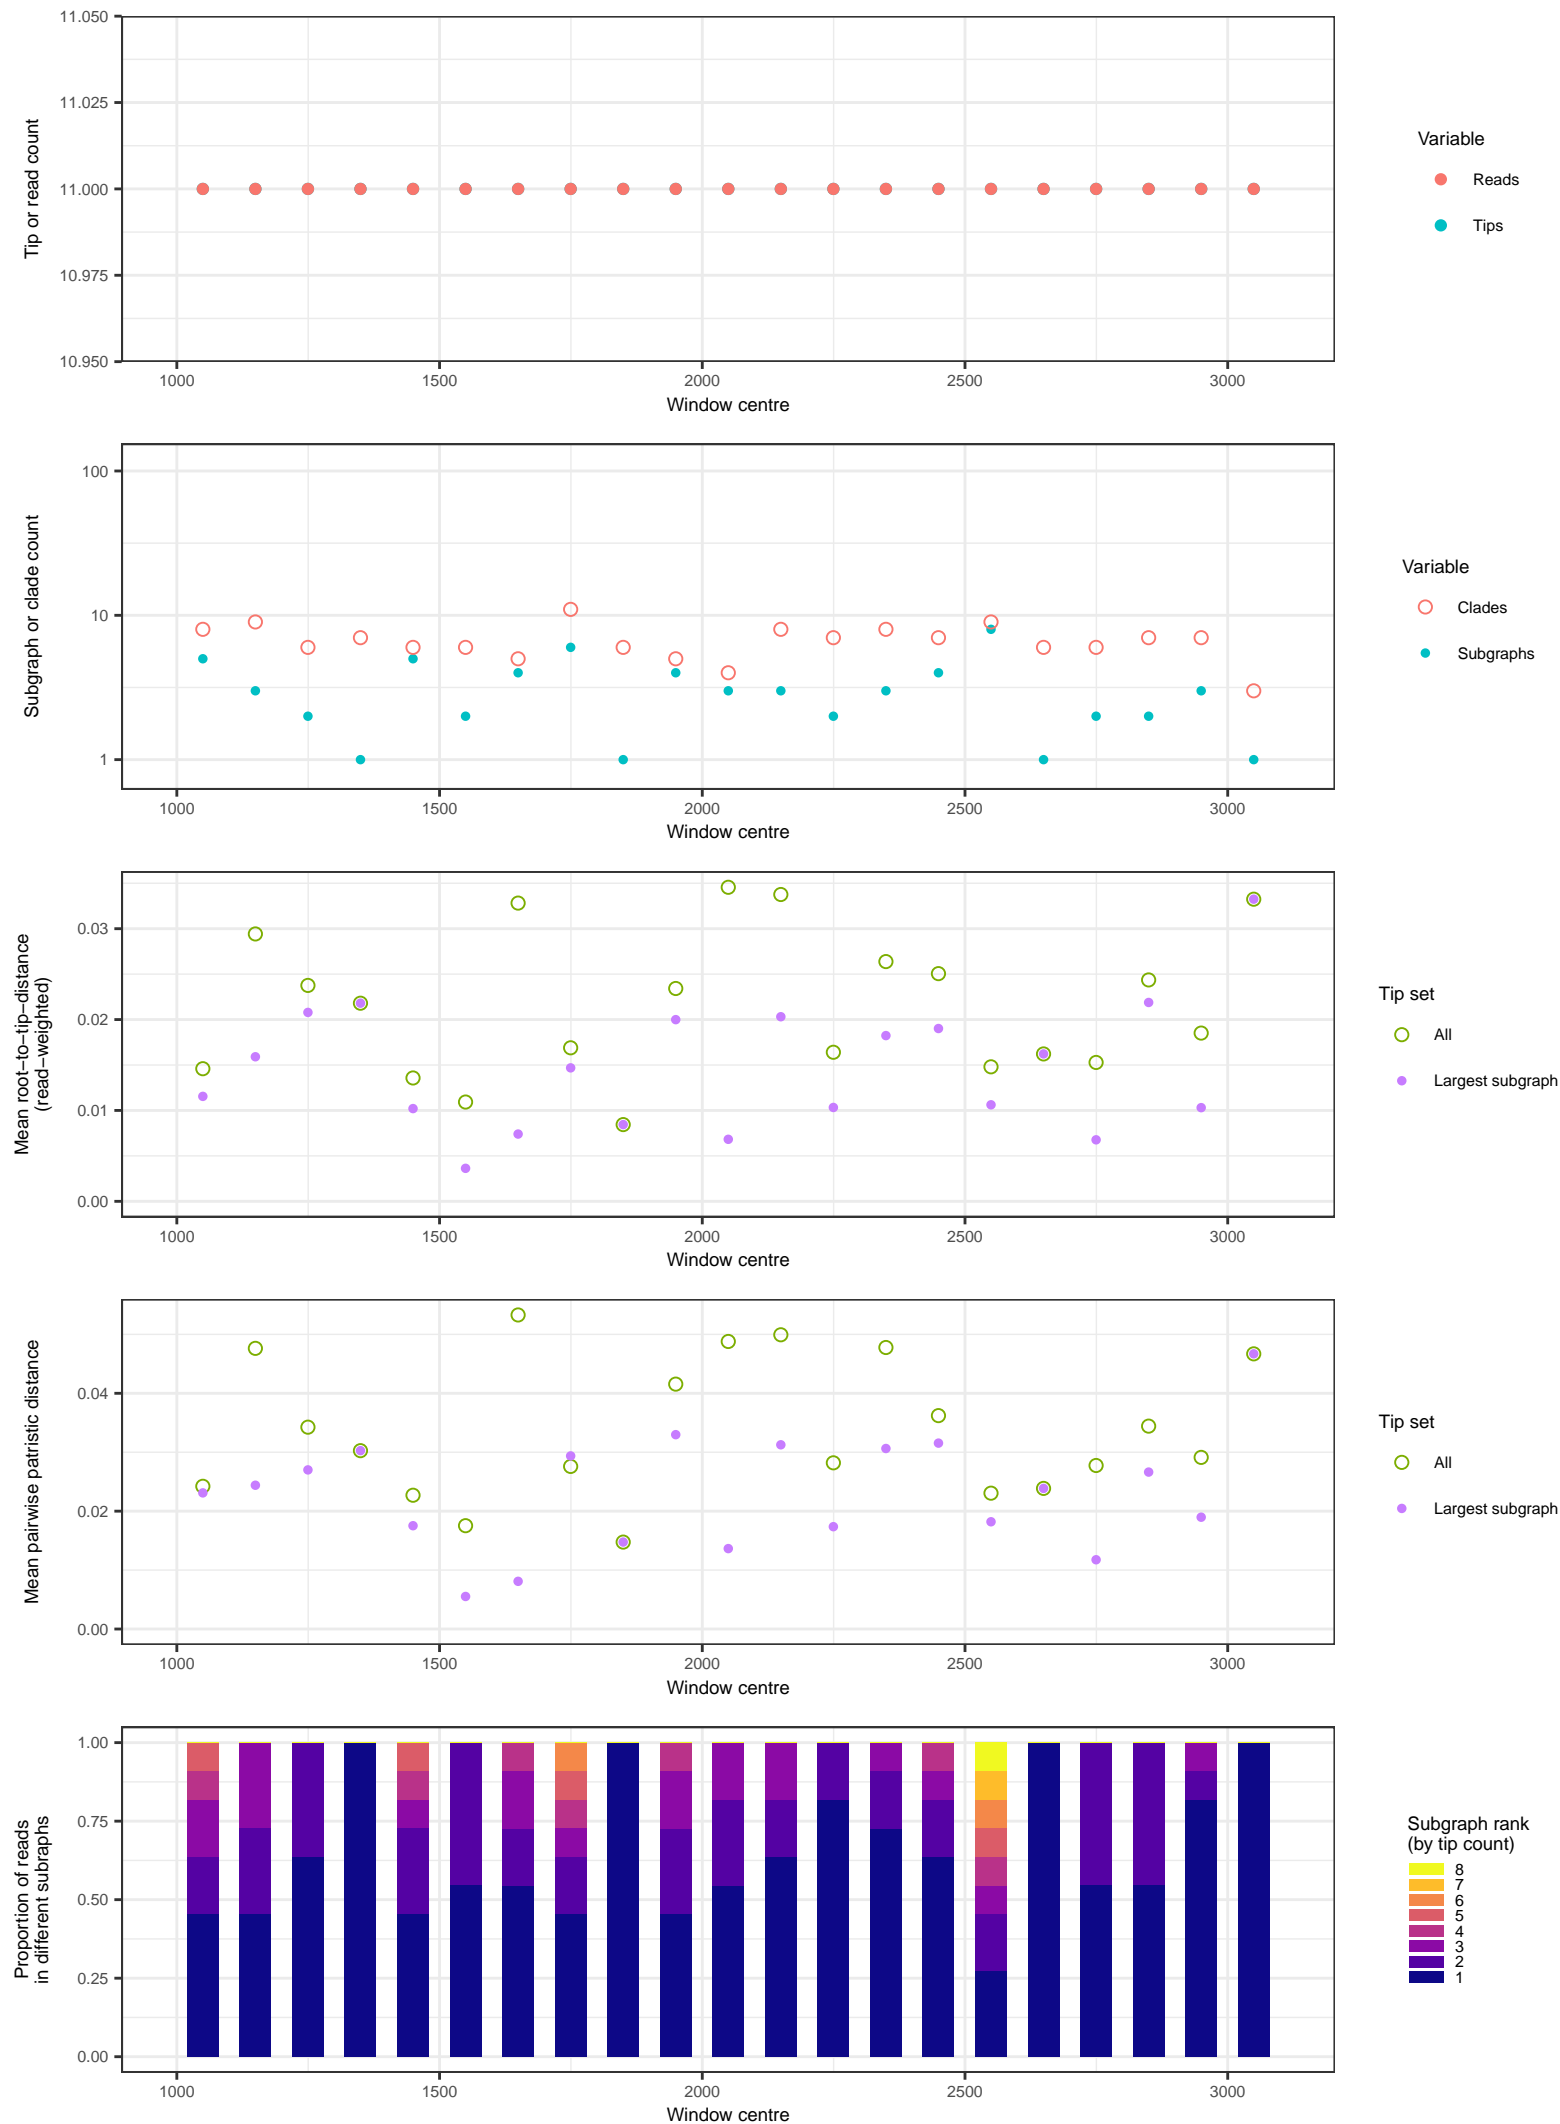 11.050
11.025
11.000
10.975
10.950
Tip or read count
1000 1500 2000 2500 3000
Window centre
Variable
Reads
Tips
100
10
1
Subgraph or clade count
1000 1500 2000 2500 3000
Window centre
Variable
Clades
Subgraphs
0.03
0.02
0.01
0.00
Mean root−to−tip−distance
(read−weighted)
1000 1500 2000 2500 3000
Window centre
Tip set
All
Largest subgraph
0.04
0.02
0.00
Mean pairwise patristic distance
1000 1500 2000 2500 3000
Window centre
Tip set
All
Largest subgraph
1.00
0.75
0.50
0.25
0.00
Proportion of reads
in different subraphs
1000 1500 2000 2500 3000
Window centre
Subgraph rank
(by tip count)
8
7
6
5
4
3
2
1